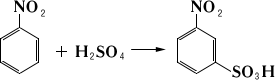 NO₂ NO₂
+ H₂SO₄ ⟶
SO₃H